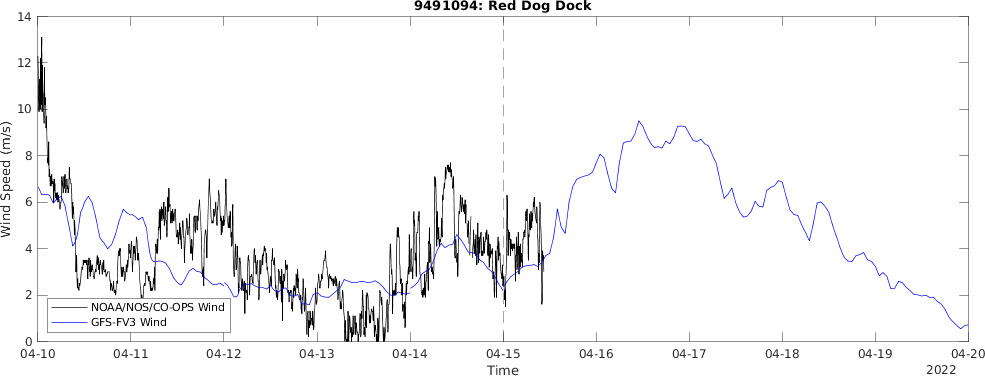 9491094: Red Dog Dock
14
12
10
8
6
4
2
0
Wind Speed (m/s)
NOAA/NOS/CO-OPS Wind
GFS-FV3 Wind
04-10 04-11 04-12 04-13 04-14 04-15 04-16 04-17 04-18 04-19 04-20
Time
2022